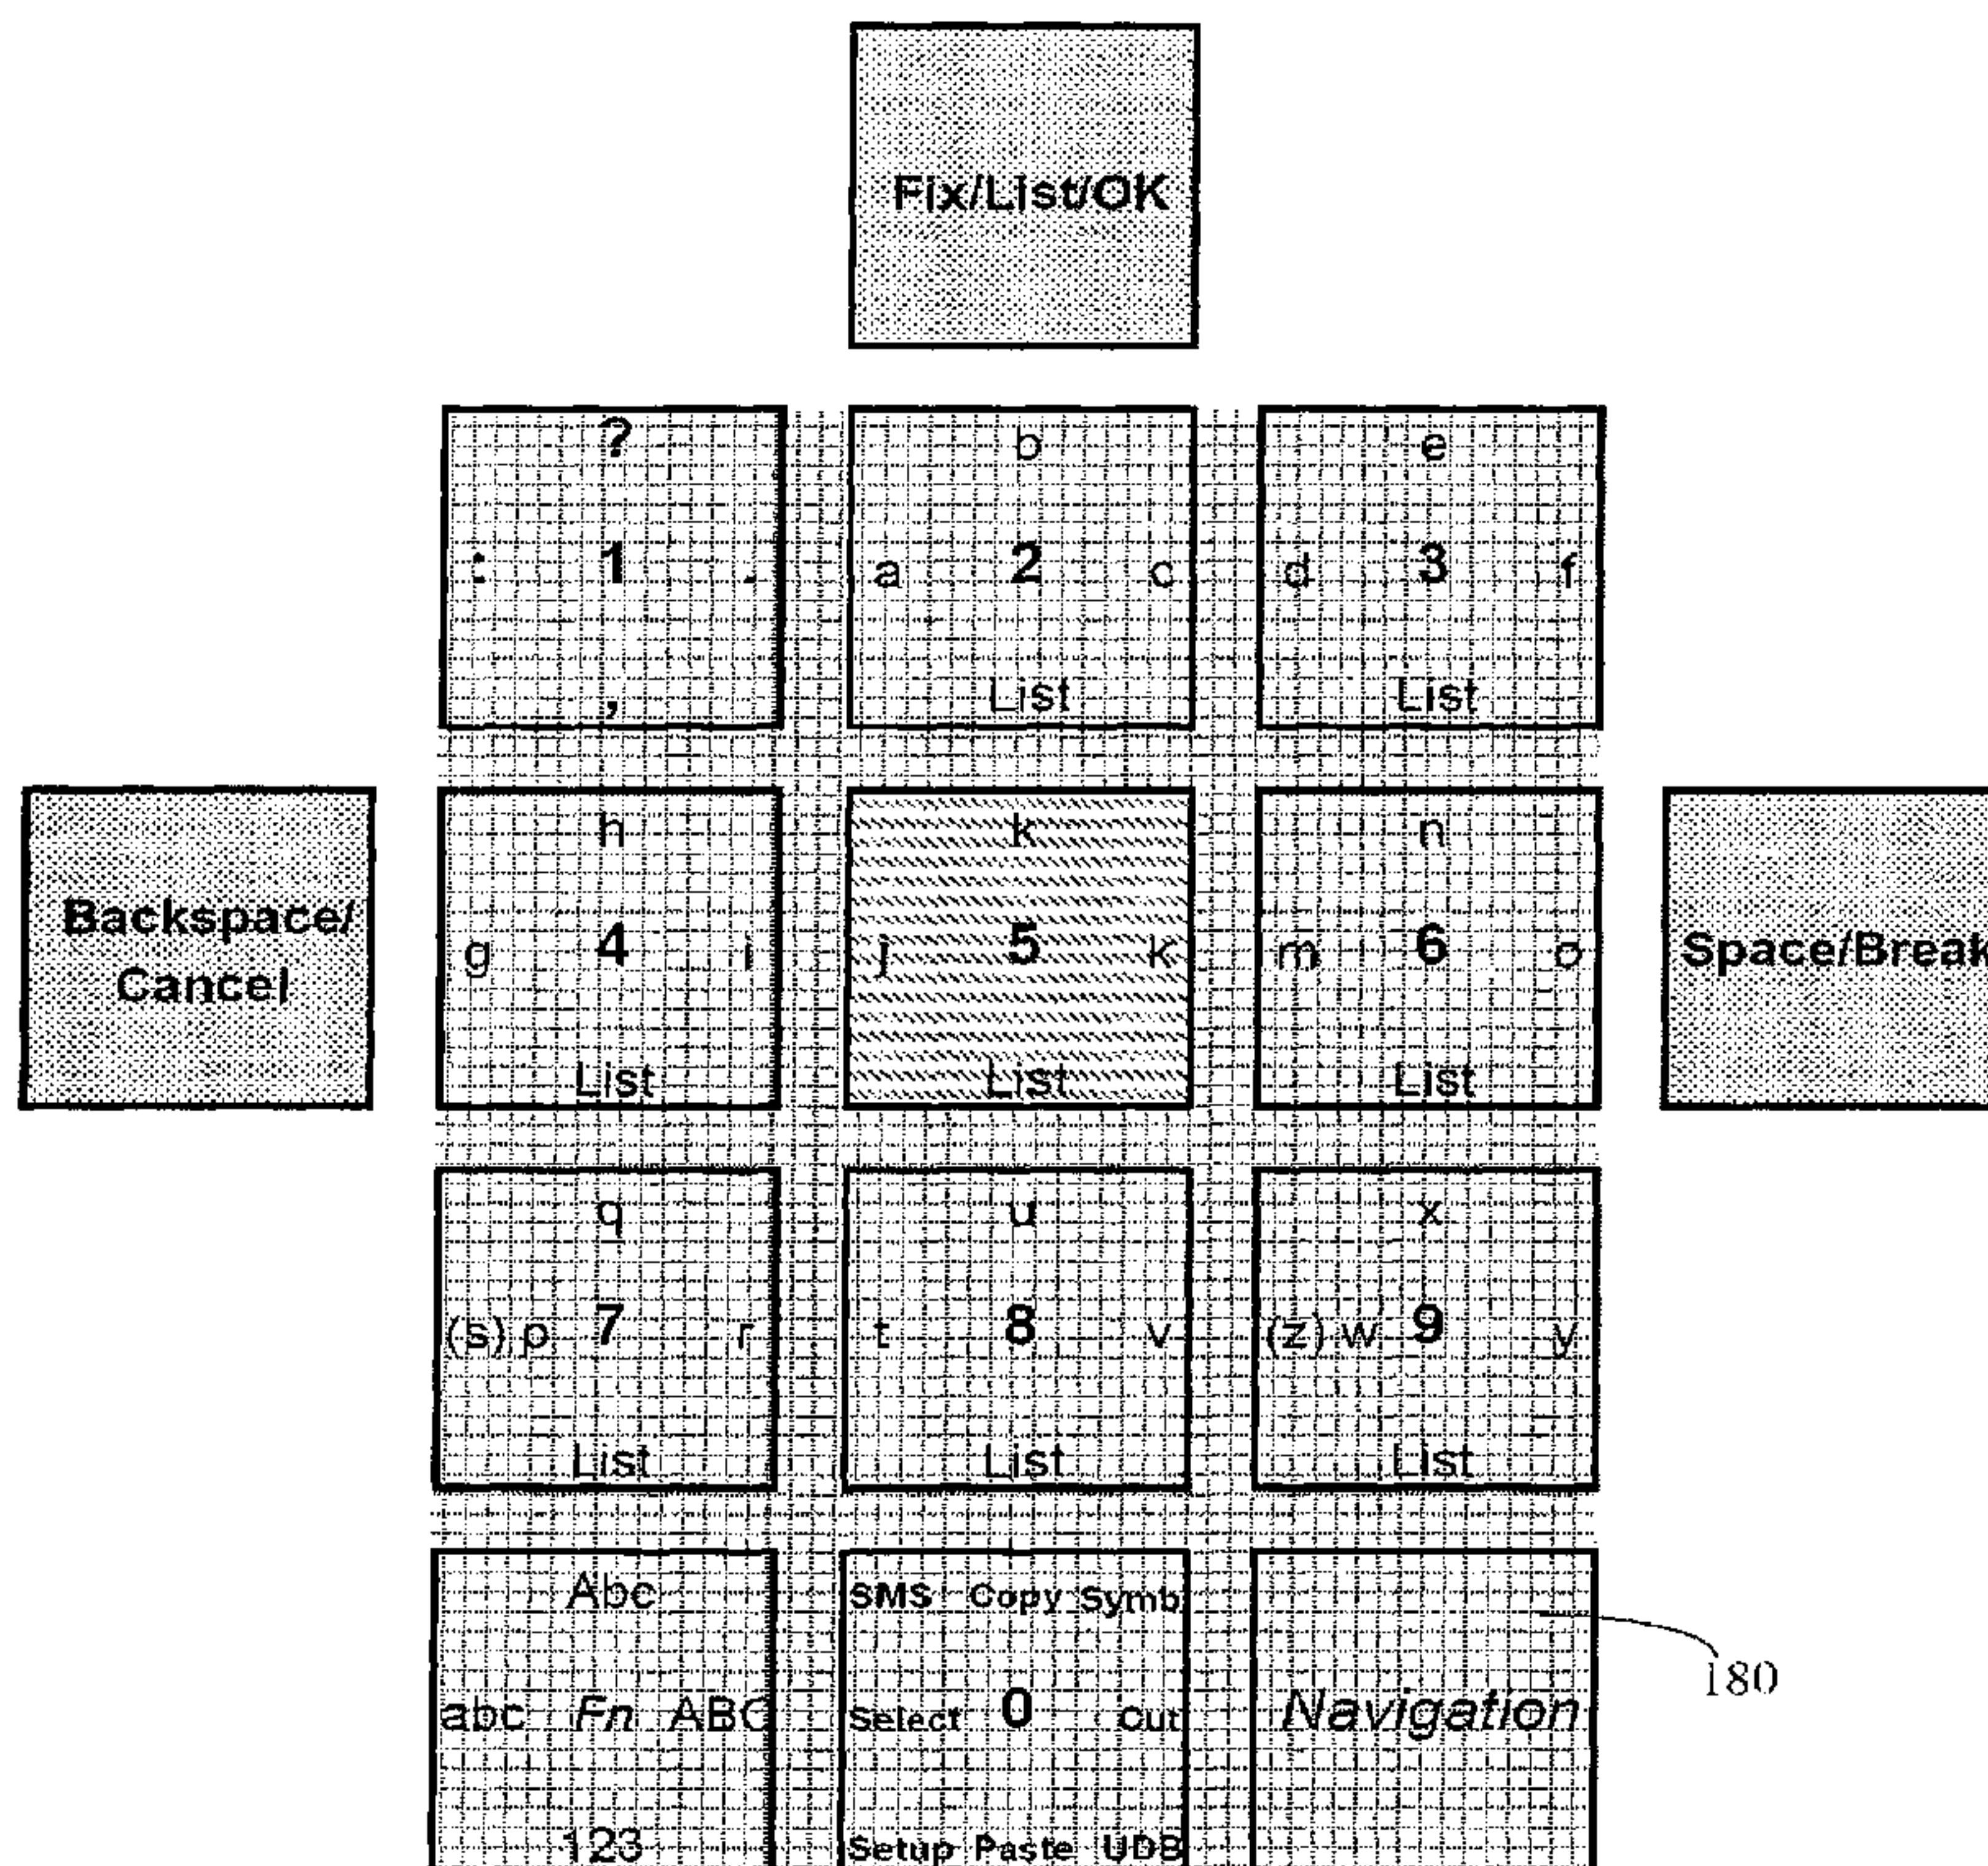 Fix/List/OK
?
: 1 .
,
b
a 2 c
List
e
d 3 f
List
Backspace/
Cancel
h
g 4 i
List
k
j 5 k
List
n
m 6 o
List
Space/Break
q
(s) p 7 r
List
u
t 8 v
List
x
(z) w 9 y
List
Abc
abc Fn ABC
123
SMS Copy Symb
Select 0 Cut
Setup Paste UDB
Navigation
180